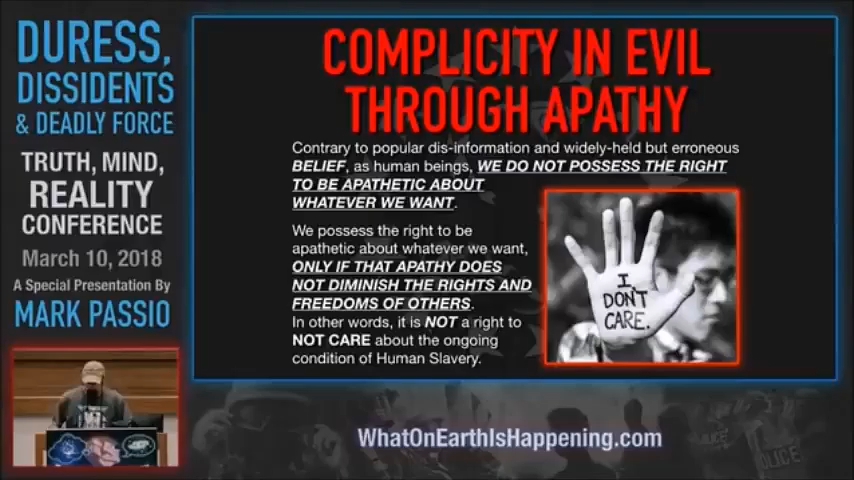 DURESS,
DISSIDENTS
& DEADLY FORCE
TRUTH, MIND,
REALITY
CONFERENCE
March 10, 2018
A Special Presentation By
MARK PASSIO
COMPLICITY IN EVIL
THROUGH APATHY
Contrary to popular dis-information and widely-held but erroneous
BELIEF, as human beings, WE DO NOT POSSESS THE RIGHT
TO BE APATHETIC ABOUT
WHATEVER WE WANT.
We possess the right to be
apathetic about whatever we want,
ONLY IF THAT APATHY DOES
NOT DIMINISH THE RIGHTS AND
FREEDOMS OF OTHERS.
In other words, it is NOT a right to
NOT CARE about the ongoing
condition of Human Slavery.
I
DON'T
CARE.
WhatOnEarthIsHappening.com
POLICE